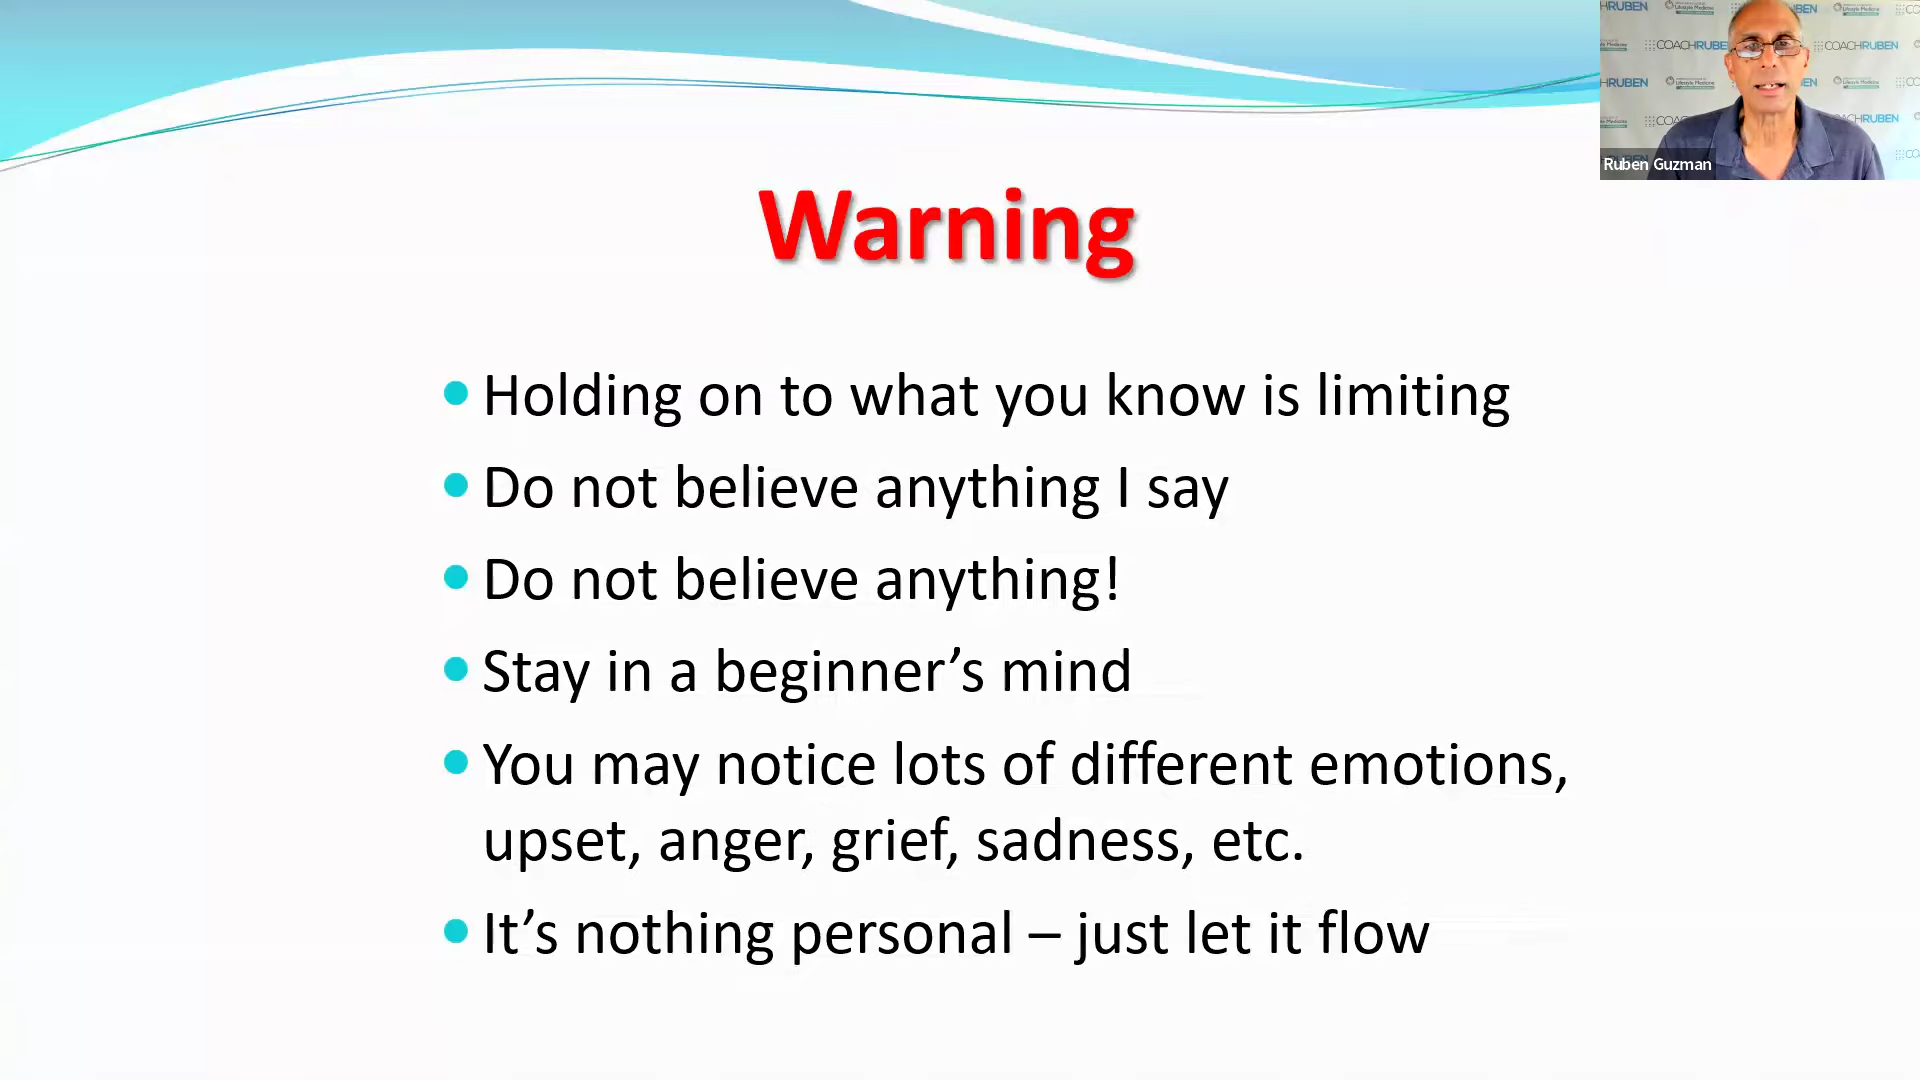 COACHRUBEN
Lifestyle Medicine
Ruben Guzman
Warning
• Holding on to what you know is limiting
• Do not believe anything I say
• Do not believe anything!
• Stay in a beginner’s mind
• You may notice lots of different emotions,
upset, anger, grief, sadness, etc.
• It’s nothing personal – just let it flow